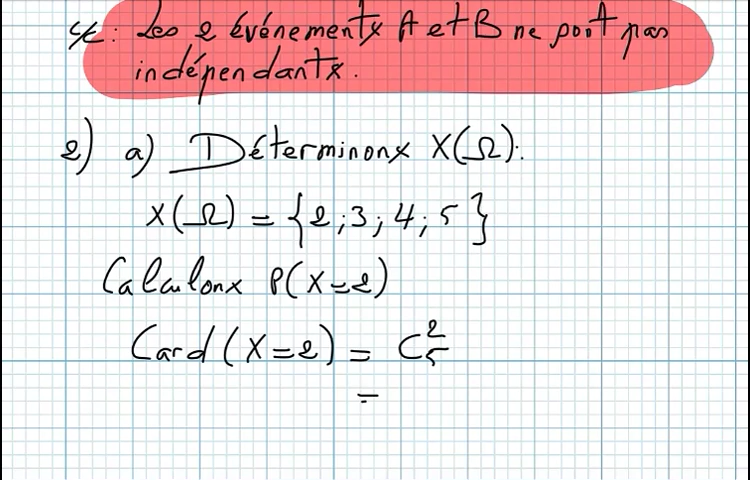 cc: Les 2 événements A et B ne sont pas
indépendants.
2) a) Déterminons X(Ω):
X(Ω) = {2;3;4;5}
Calculons P(X=2)
Card(X=2) = C₅²
=